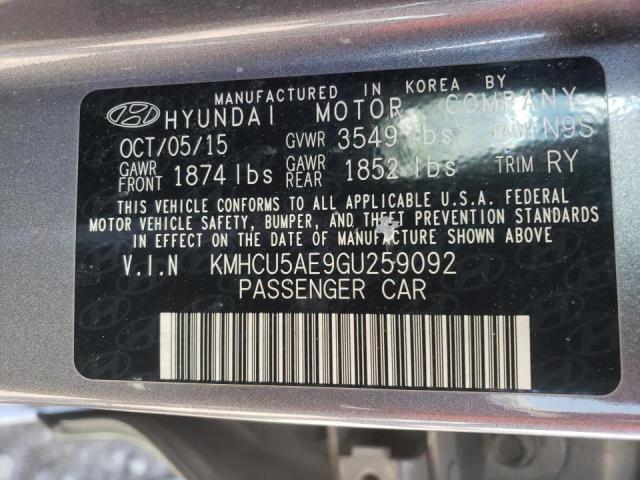 MANUFACTURED IN KOREA BY
HYUNDAI MOTOR COMPANY
OCT/05/15 GVWR 3549 lbs PAINT N9S
GAWR FRONT 1874 lbs GAWR REAR 1852 lbs TRIM RY
THIS VEHICLE CONFORMS TO ALL APPLICABLE U.S.A. FEDERAL
MOTOR VEHICLE SAFETY, BUMPER, AND THEFT PREVENTION STANDARDS
IN EFFECT ON THE DATE OF MANUFACTURE SHOWN ABOVE
V.I.N KMHCU5AE9GU259092
PASSENGER CAR